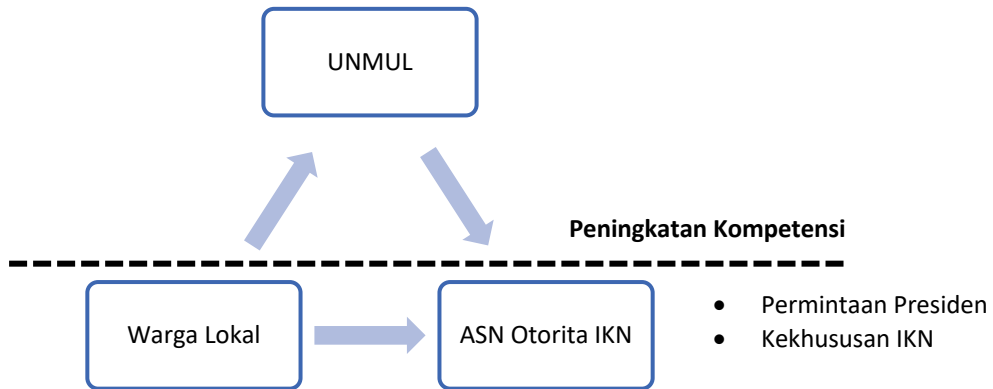 UNMUL
Peningkatan Kompetensi
Warga Lokal
ASN Otorita IKN
• Permintaan Presiden
• Kekhususan IKN